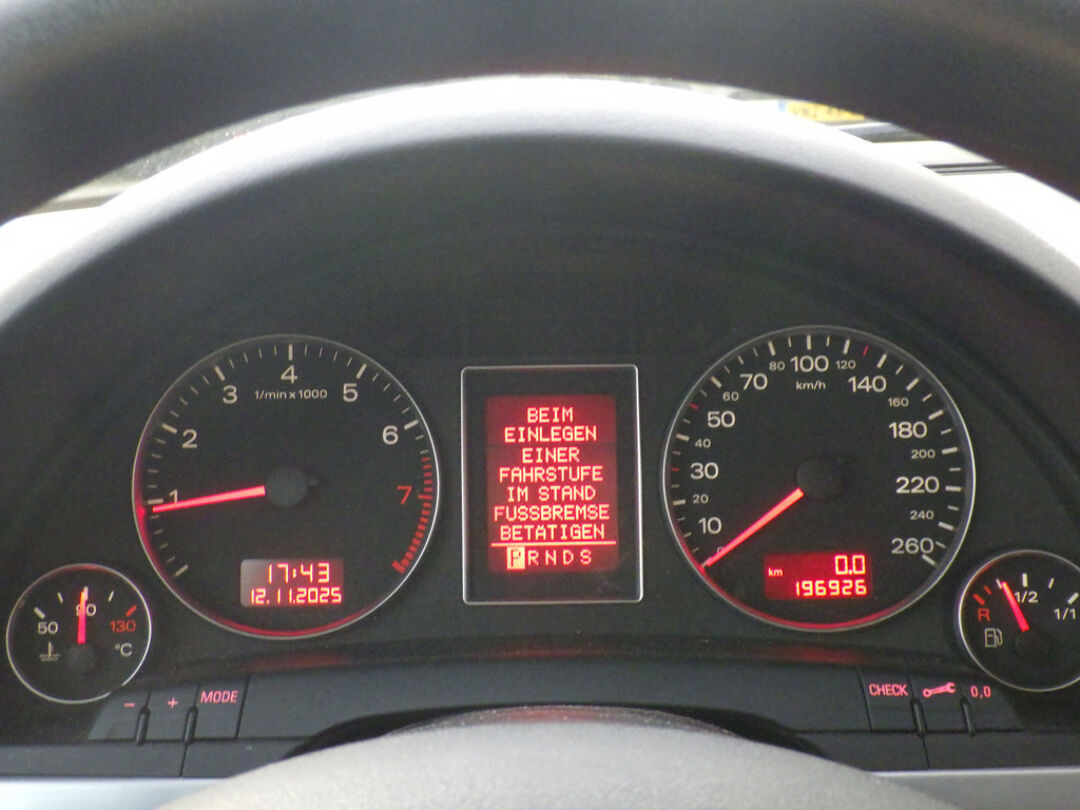 1
2
3
4
5
6
7
1/min x 1000
17:43
12.11.2025
BEIM
EINLEGEN
EINER
FAHRSTUFE
IM STAND
FUSSBREMSE
BETÄTIGEN
PRNDS
0
10
20
30
40
50
60
70
80
100
120
140
160
180
200
220
240
260
km/h
km
0.0
196926
50
90
130
°C
R
1/2
1/1
- + MODE
CHECK 0,0